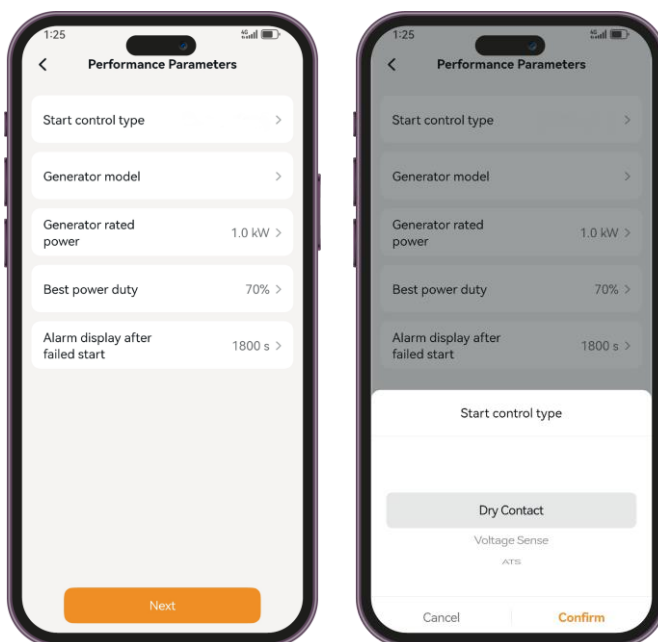 1:25
4G
Performance Parameters
Start control type
Generator model
Generator rated
power
1.0 kW
Best power duty
70%
Alarm display after
failed start
1800 s
Next
1:25
4G
Performance Parameters
Start control type
Generator model
Generator rated
power
1.0 kW
Best power duty
70%
Alarm display after
failed start
1800 s
Start control type
Dry Contact
Voltage Sense
ATS
Cancel
Confirm